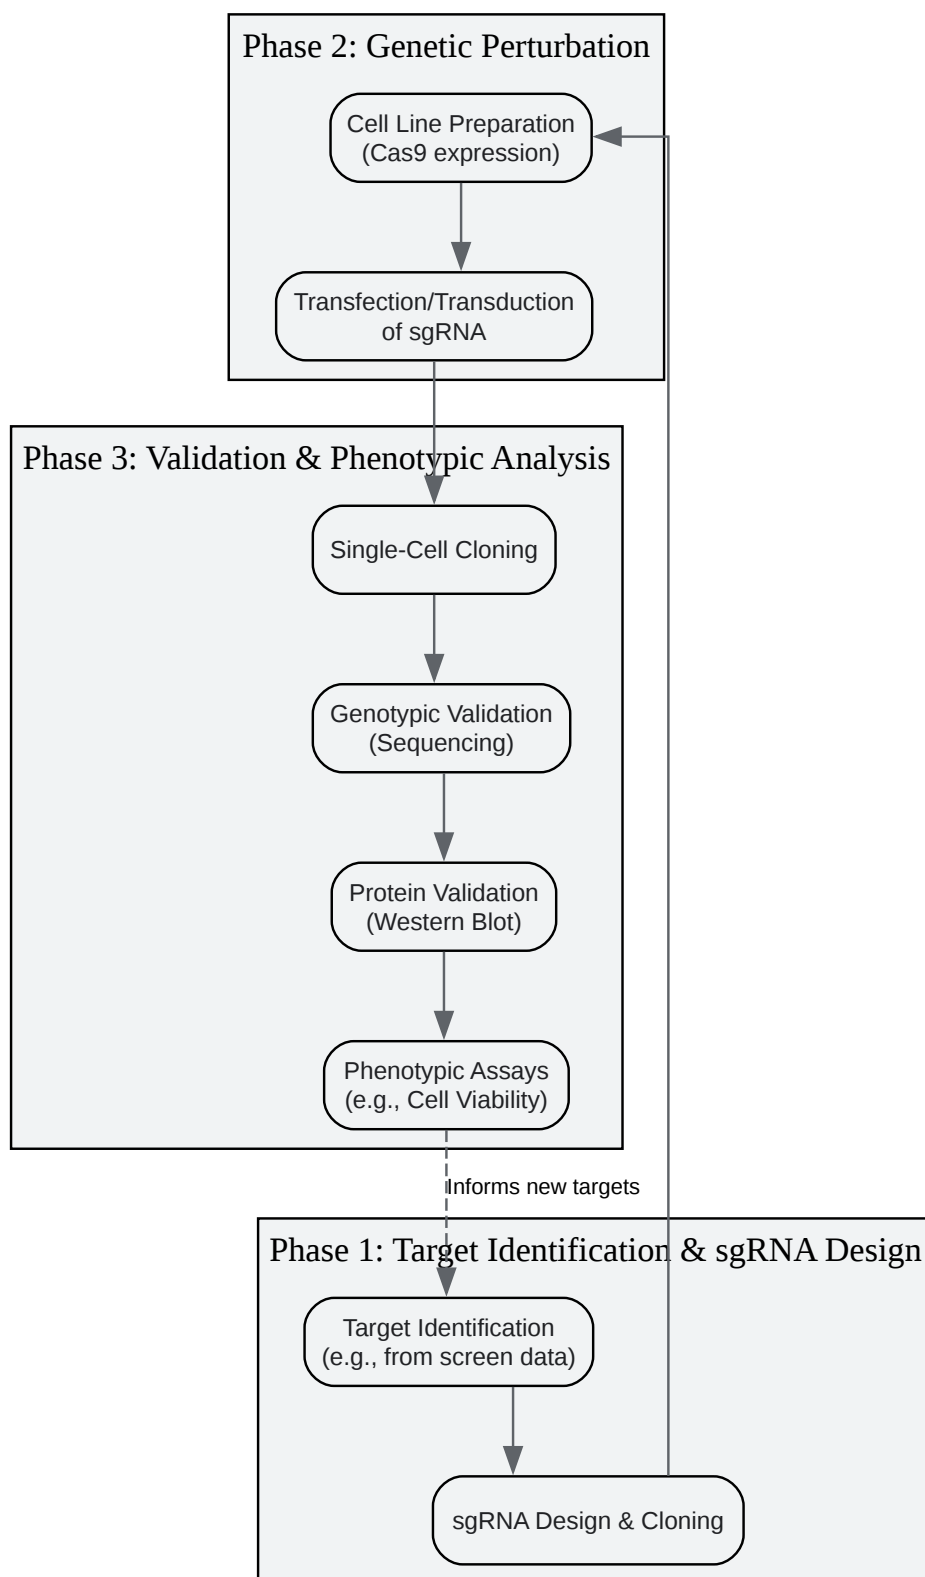 Phase 2: Genetic Perturbation
Cell Line Preparation
(Cas9 expression)
Transfection/Transduction
of sgRNA
Phase 3: Validation & Phenotypic Analysis
Single-Cell Cloning
Genotypic Validation
(Sequencing)
Protein Validation
(Western Blot)
Phenotypic Assays
(e.g., Cell Viability)
Informs new targets
Phase 1: Target Identification & sgRNA Design
Target Identification
(e.g., from screen data)
sgRNA Design & Cloning